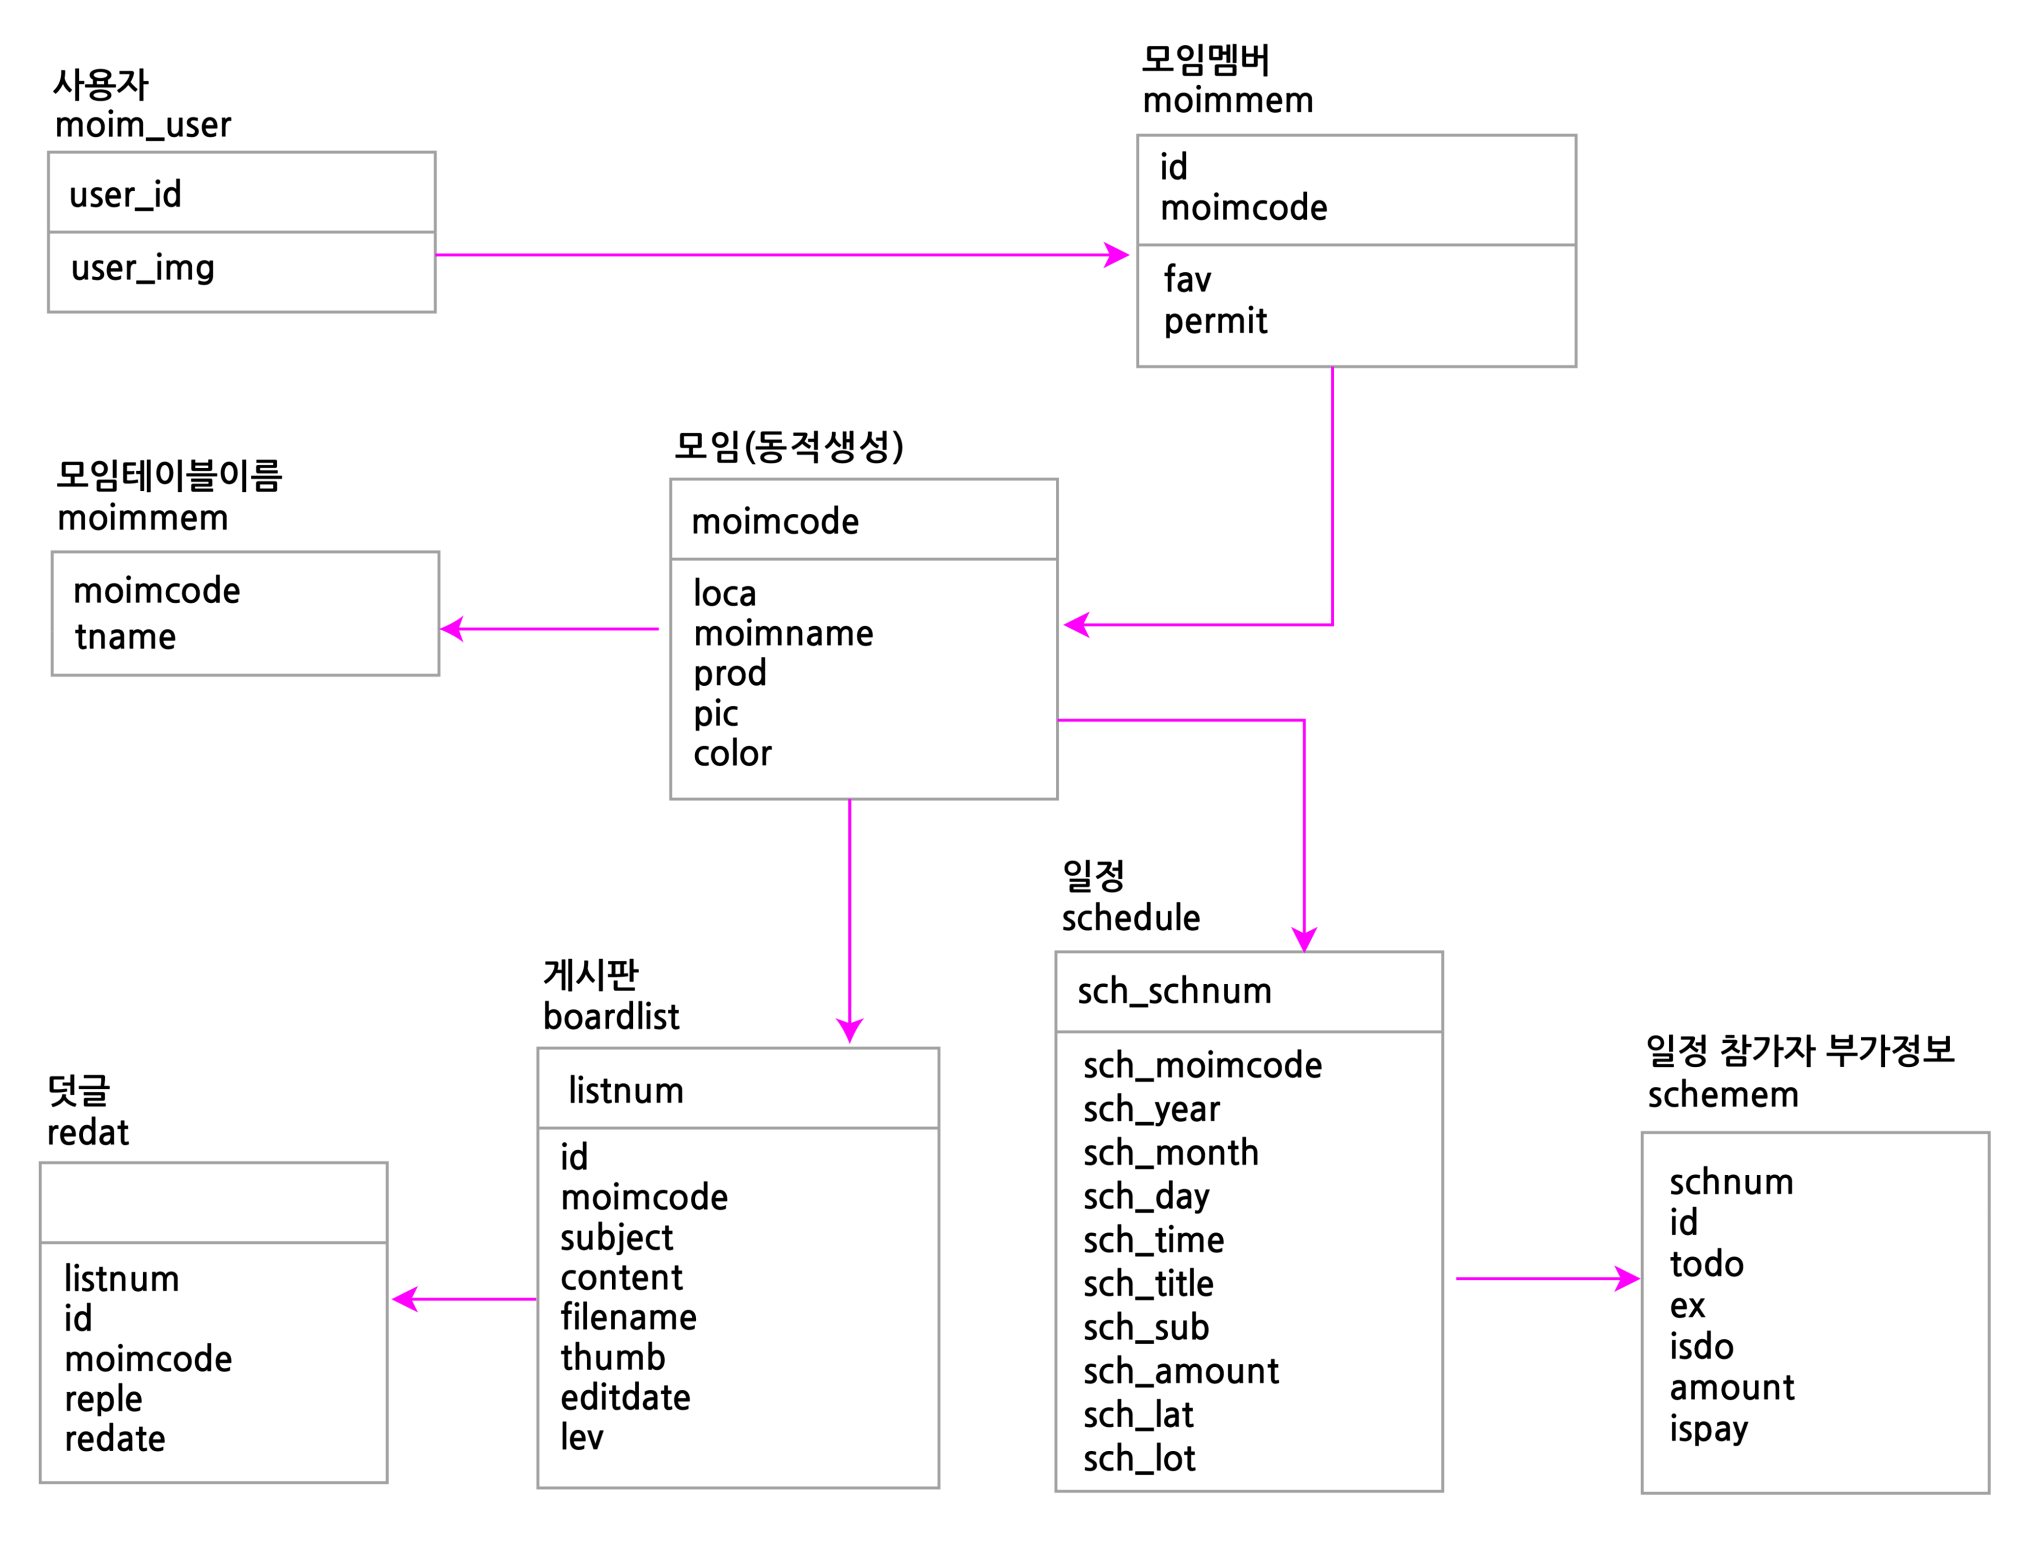 사용자
moim_user
user_id
user_img
모임멤버
moimmem
id
moimcode
fav
permit
모임테이블이름
moimmem
moimcode
tname
모임(동적생성)
moimcode
loca
moimname
prod
pic
color
덧글
redat
listnum
id
moimcode
reple
redate
게시판
boardlist
listnum
id
moimcode
subject
content
filename
thumb
editdate
lev
일정
schedule
sch_schnum
sch_moimcode
sch_year
sch_month
sch_day
sch_time
sch_title
sch_sub
sch_amount
sch_lat
sch_lot
일정 참가자 부가정보
schemem
schnum
id
todo
ex
isdo
amount
ispay